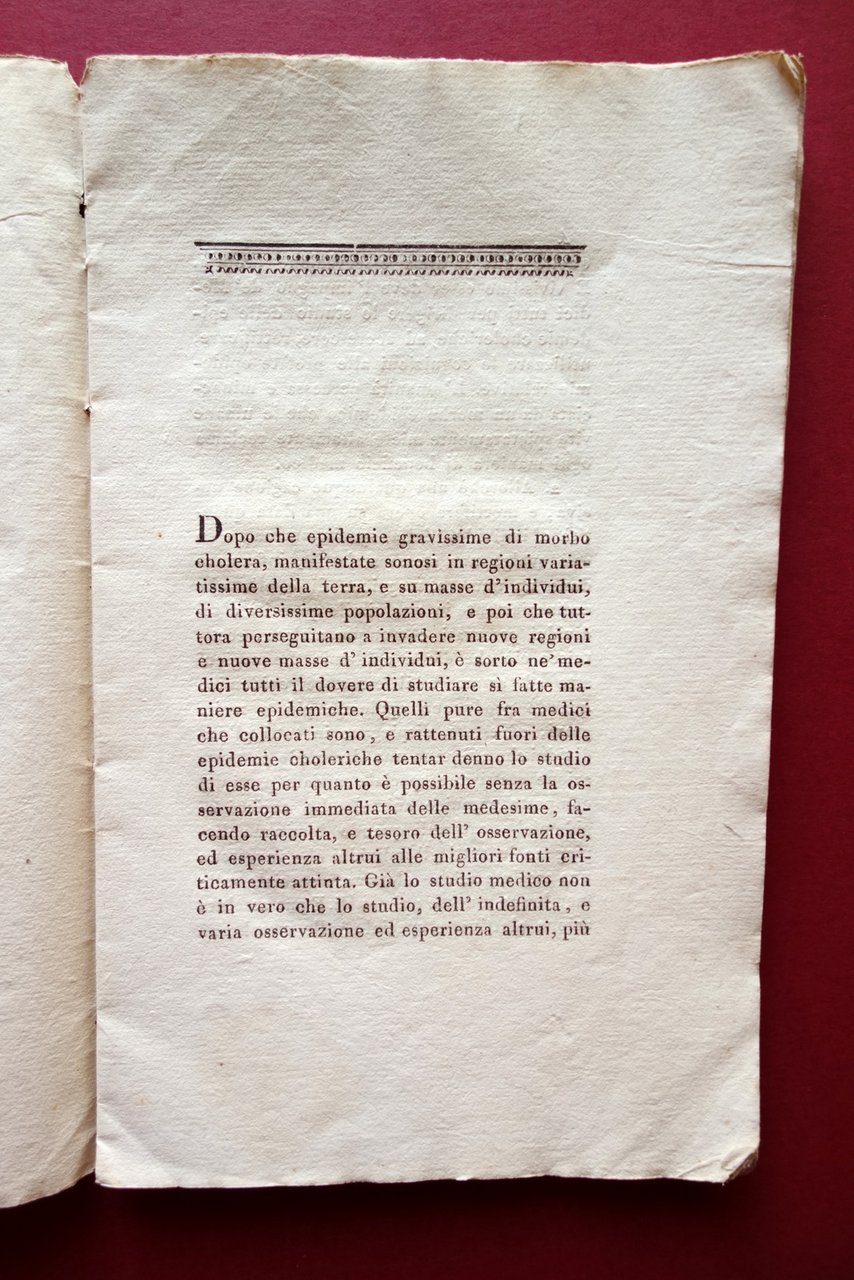 Dopo che epidemie gravissime di morbo
cholera, manifestate sonosi in regioni varia-
tissime della terra, e su masse d'individui,
di diversissime popolazioni, e poi che tut-
tora perseguitano a invadere nuove regioni
e nuove masse d' individui, è sorto ne' me-
dici tutti il dovere di studiare sì fatte ma-
niere epidemiche. Quelli pure fra medici
che collocati sono, e rattenuti fuori delle
epidemie choleriche tentar denno lo studio
di esse per quanto è possibile senza la os-
servazione immediata delle medesime, fa-
cendo raccolta, e tesoro dell' osservazione,
ed esperienza altrui alle migliori fonti cri-
ticamente attinta. Già lo studio medico non
è in vero che lo studio, dell' indefinita, e
varia osservazione ed esperienza altrui, più